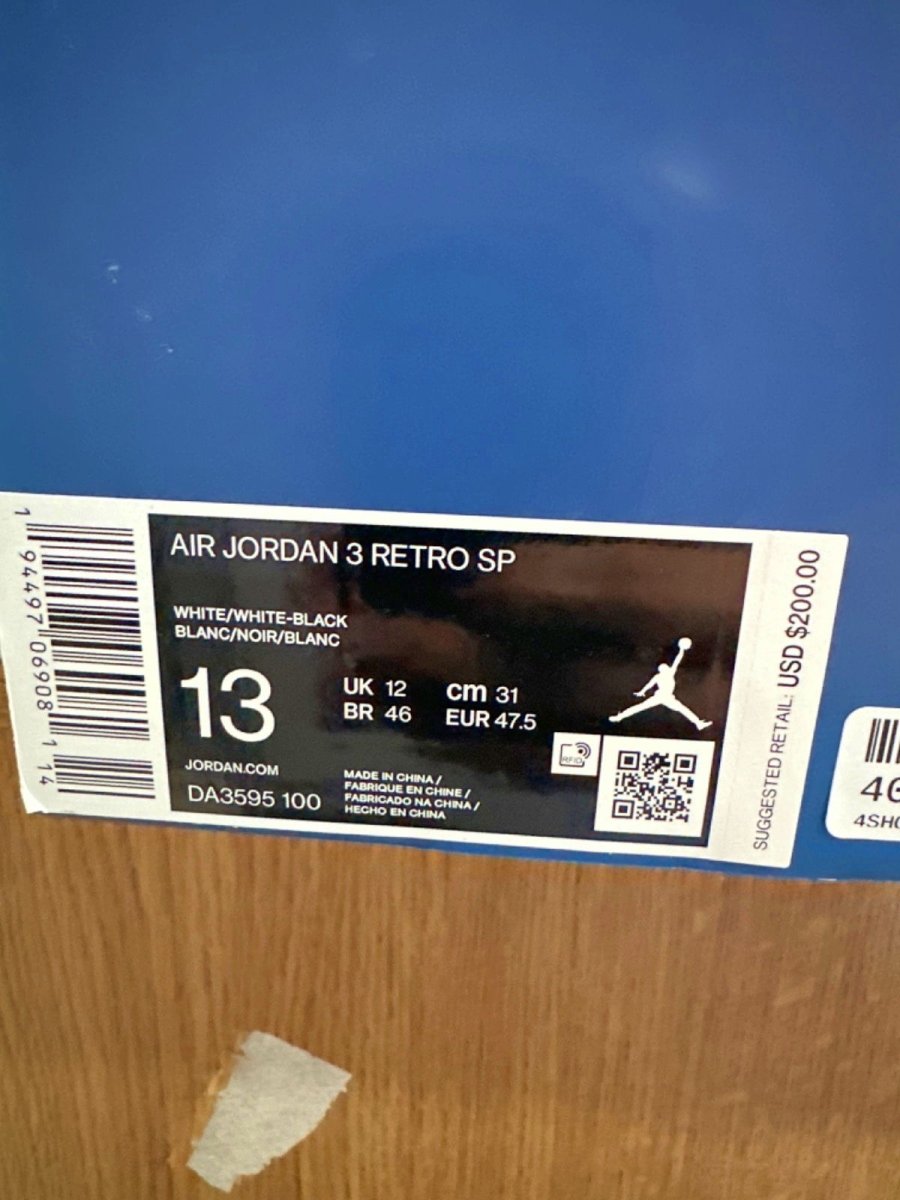 AIR JORDAN 3 RETRO SP
WHITE/WHITE-BLACK
BLANC/NOIR/BLANC
13
UK 12 cm 31
BR 46 EUR 47.5
JORDAN.COM
DA3595 100
MADE IN CHINA /
FABRIQUE EN CHINE /
FABRICADO NA CHINA /
HECHO EN CHINA
RFID
SUGGESTED RETAIL: USD $200.00
1 94497 06908 1 14